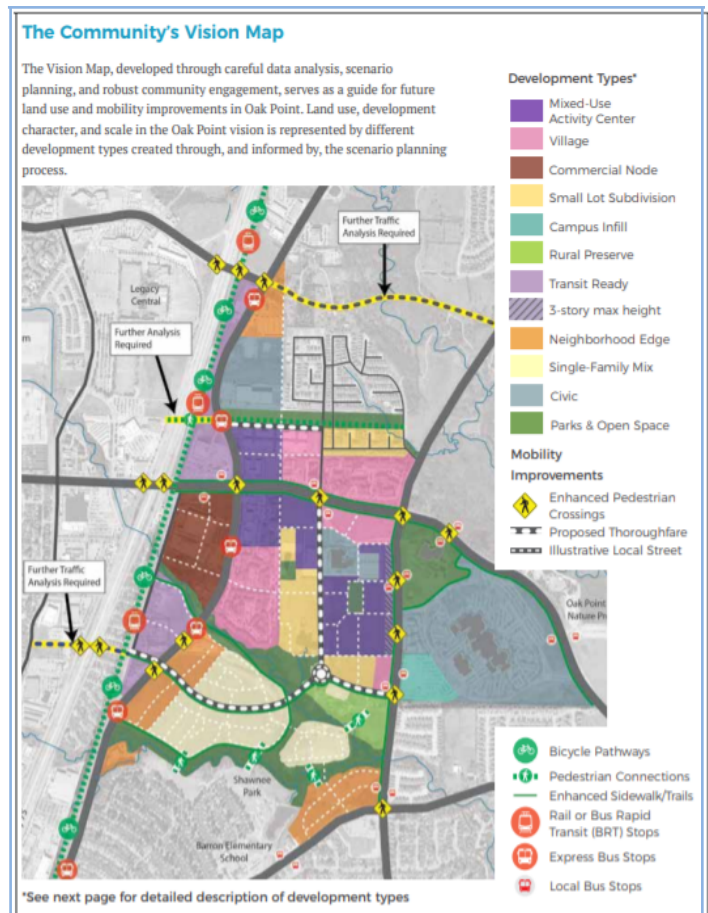 The Community's Vision Map
The Vision Map, developed through careful data analysis, scenario
planning, and robust community engagement, serves as a guide for future
land use and mobility improvements in Oak Point. Land use, development
character, and scale in the Oak Point vision is represented by different
development types created through, and informed by, the scenario planning
process.
Development Types*
Mixed-Use
Activity Center
Village
Commercial Node
Small Lot Subdivision
Campus Infill
Rural Preserve
Transit Ready
3-story max height
Neighborhood Edge
Single-Family Mix
Civic
Parks & Open Space
Mobility
Improvements
Enhanced Pedestrian
Crossings
Proposed Thoroughfare
Illustrative Local Street
Further Traffic
Analysis Required
Legacy
Central
Further Analysis
Required
Further Traffic
Analysis Required
Oak Point
Nature Pr
Shawnee
Park
Barron Elementary
School
Bicycle Pathways
Pedestrian Connections
Enhanced Sidewalk/Trails
Rail or Bus Rapid
Transit (BRT) Stops
Express Bus Stops
Local Bus Stops
*See next page for detailed description of development types